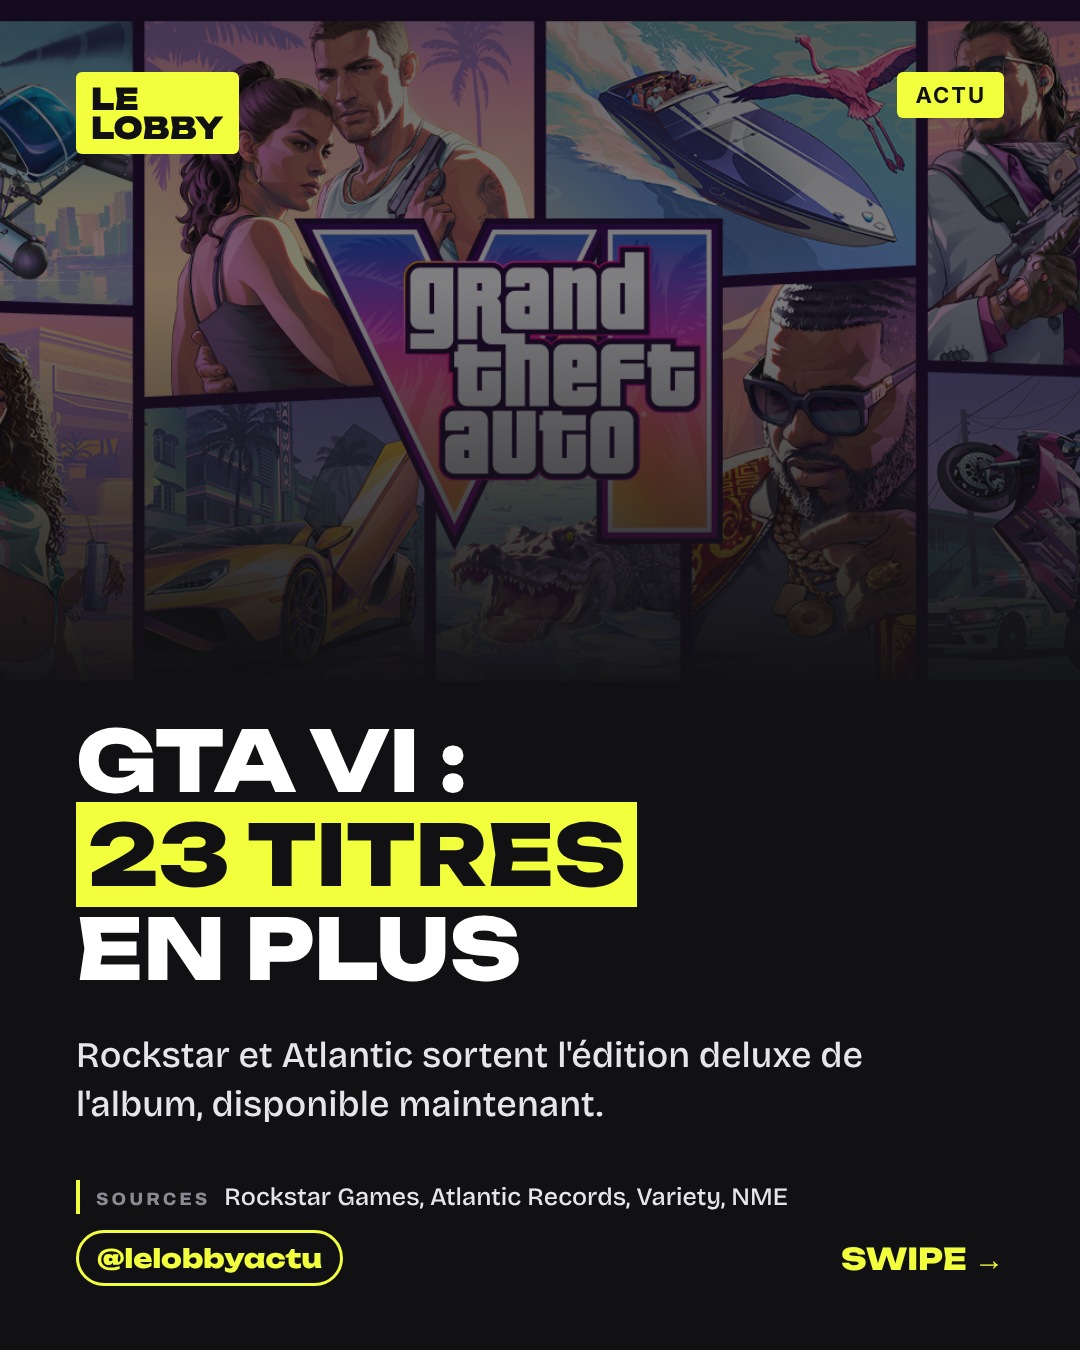 LE
LOBBY
ACTU
VI
grand
theft
auto
GTA VI :
23 TITRES
EN PLUS
Rockstar et Atlantic sortent l'édition deluxe de
l'album, disponible maintenant.
SOURCES Rockstar Games, Atlantic Records, Variety, NME
@lelobbyactu
SWIPE →